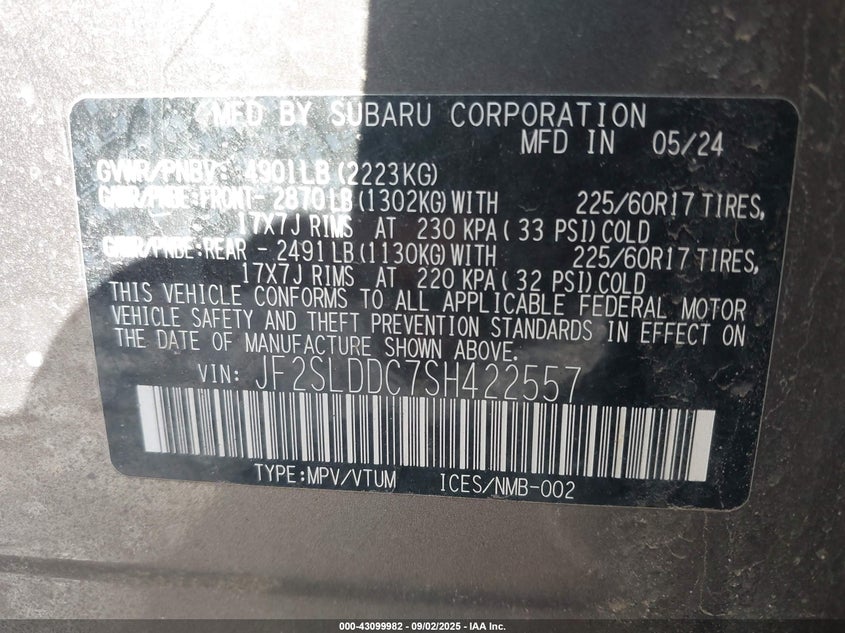 MFD BY SUBARU CORPORATION
MFD IN 05/24
GVWR/PNBV: 4901LB (2223KG)
GAWR/PNBE:FRONT- 2870LB (1302KG) WITH 225/60R17 TIRES,
17X7J RIMS AT 230 KPA ( 33 PSI) COLD
GAWR/PNBE:REAR - 2491LB (1130KG) WITH 225/60R17 TIRES,
17X7J RIMS AT 220 KPA ( 32 PSI) COLD
THIS VEHICLE CONFORMS TO ALL APPLICABLE FEDERAL MOTOR
VEHICLE SAFETY AND THEFT PREVENTION STANDARDS IN EFFECT ON
THE DATE OF MANUFACTURE SHOWN ABOVE.
VIN: JF2SLDDC7SH422557
TYPE:MPV/VTUM ICES/NMB-002
000-43099982 - 09/02/2025 - IAA Inc.